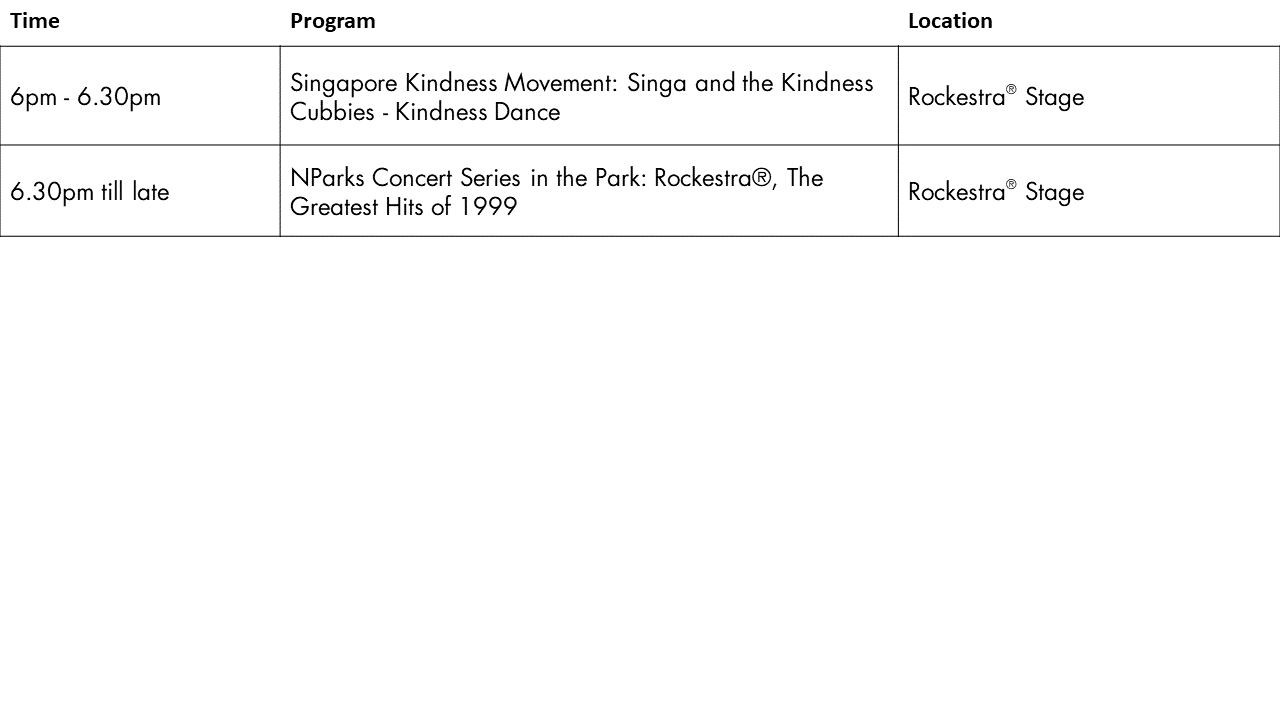 Time Program Location
6pm - 6.30pm
Singapore Kindness Movement: Singa and the Kindness
Cubbies - Kindness Dance
Rockestra® Stage
6.30pm till late
NParks Concert Series in the Park: Rockestra®, The
Greatest Hits of 1999
Rockestra® Stage